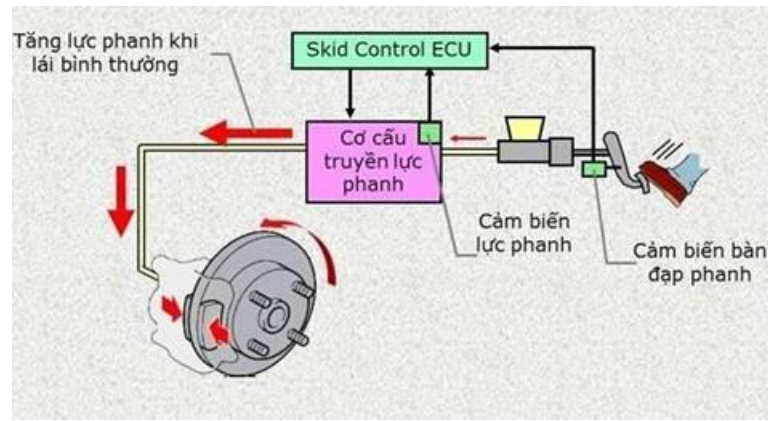 Tăng lực phanh khi
lái bình thường
Skid Control ECU
Cơ cấu
truyền lực
phanh
Cảm biến
lực phanh
Cảm biến bàn
đạp phanh